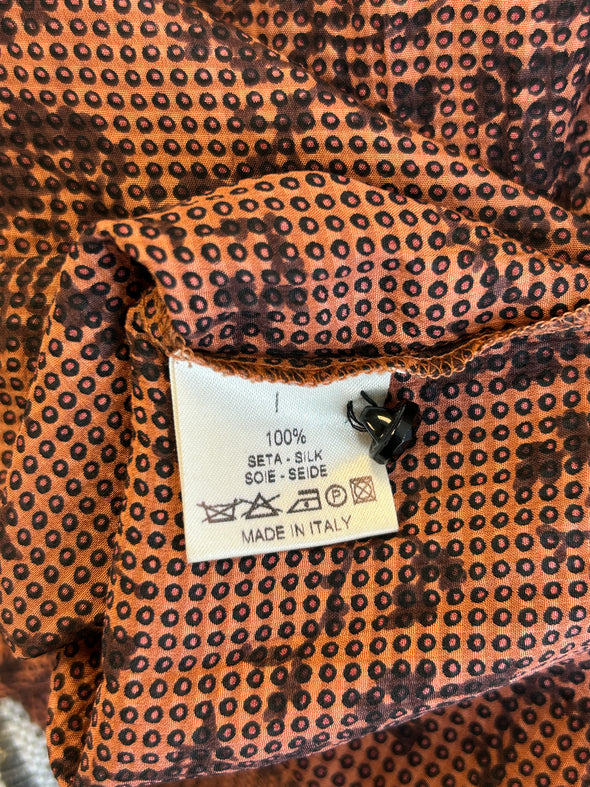 I
100%
SETA - SILK
SOIE - SEIDE
P
MADE IN ITALY